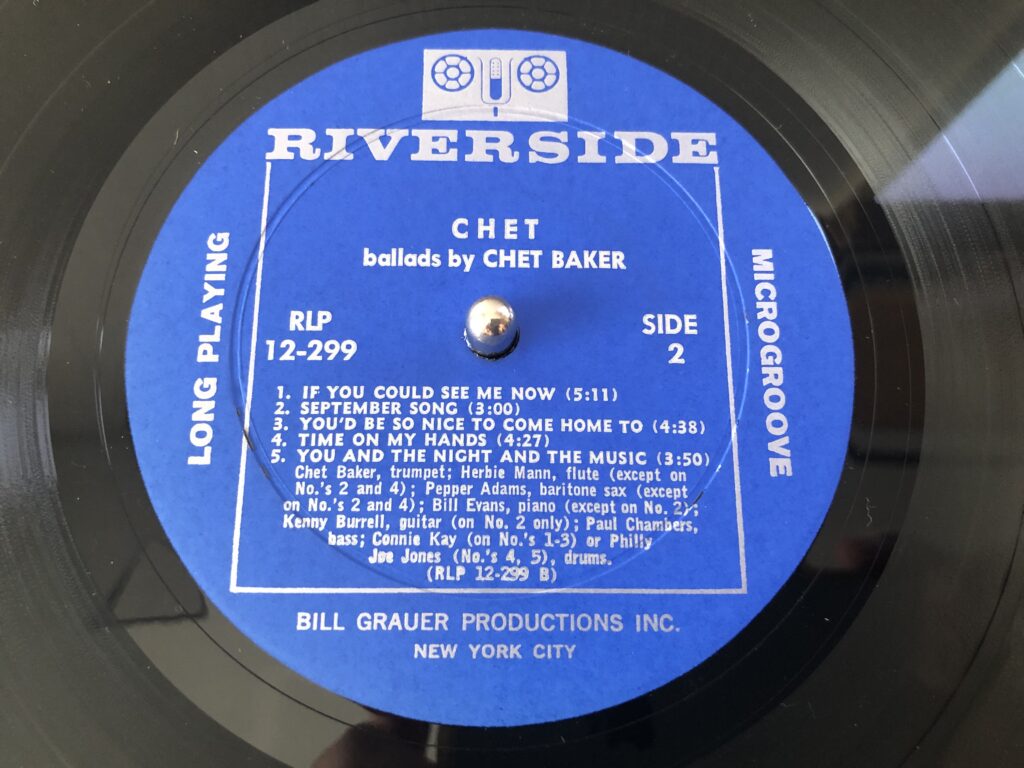 RIVERSIDE
CHET
ballads by CHET BAKER
LONG PLAYING
MICROGROOVE
RLP
12-299
SIDE
2
1. IF YOU COULD SEE ME NOW (5:11)
2. SEPTEMBER SONG (3:00)
3. YOU'D BE SO NICE TO COME HOME TO (4:38)
4. TIME ON MY HANDS (4:27)
5. YOU AND THE NIGHT AND THE MUSIC (3:50)
Chet Baker, trumpet; Herbie Mann, flute (except on
No.'s 2 and 4); Pepper Adams, baritone sax (except
on No.'s 2 and 4); Bill Evans, piano (except on No. 2);
Kenny Burrell, guitar (on No. 2 only); Paul Chambers,
bass; Connie Kay (on No.'s 1-3) or Philly
Joe Jones (No.'s 4, 5), drums.
(RLP 12-299 B)
BILL GRAUER PRODUCTIONS INC.
NEW YORK CITY